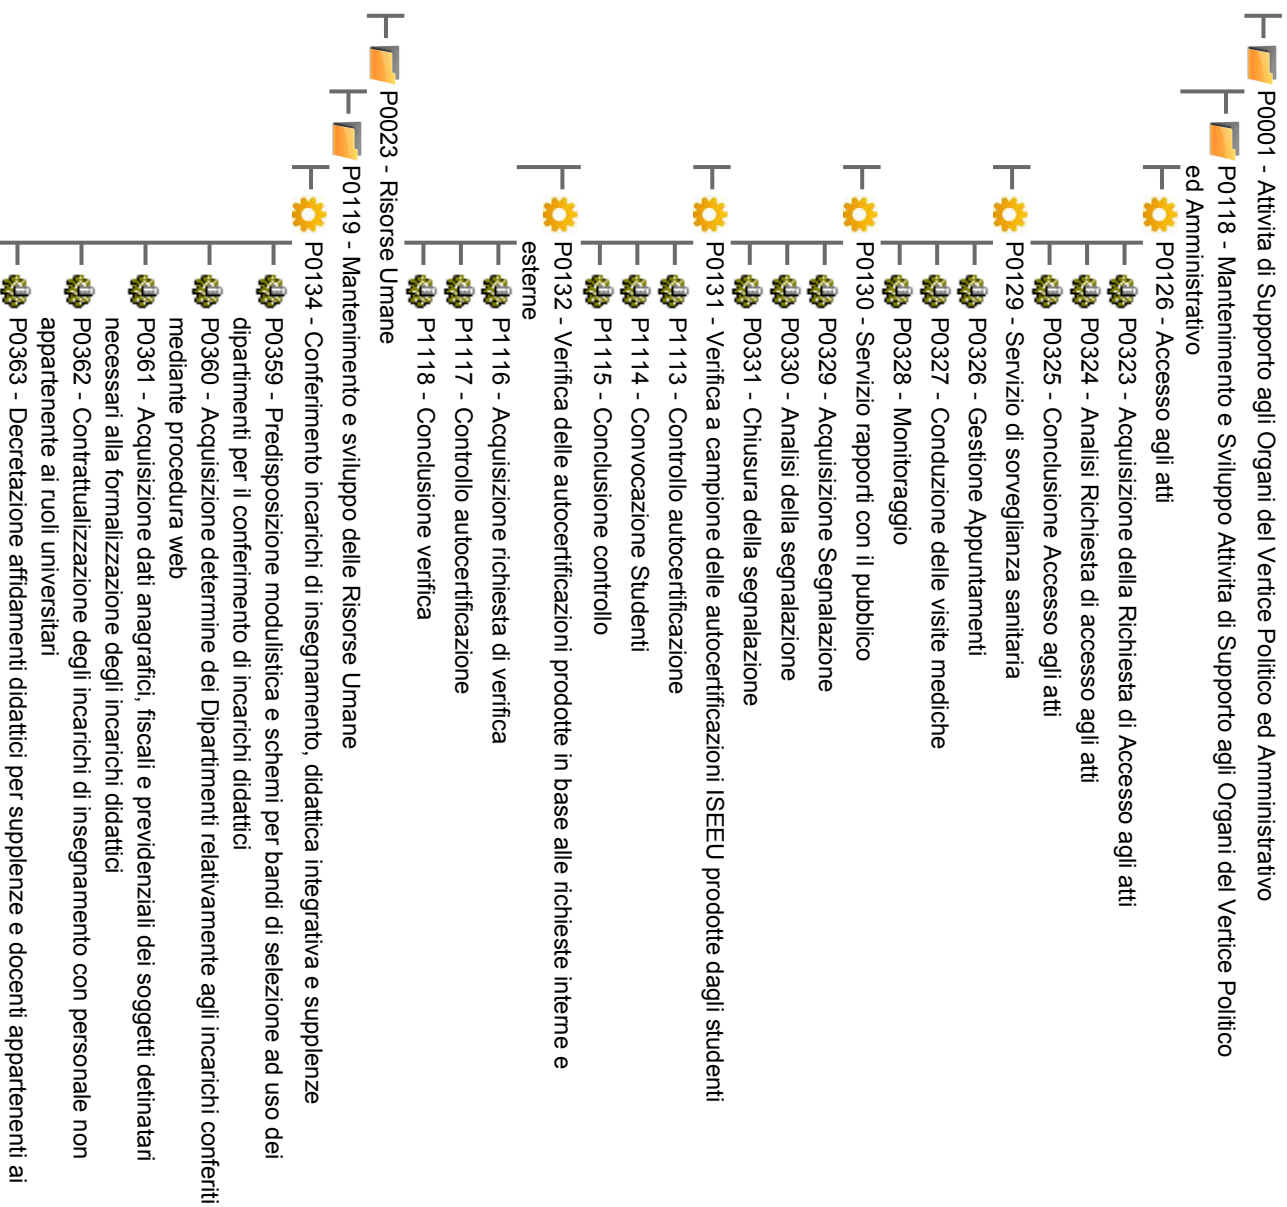 P0001 - Attivita di Supporto agli Organi del Vertice Politico ed Amministrativo
P0118 - Mantenimento e Sviluppo Attivita di Supporto agli Organi del Vertice Politico
ed Amministrativo
P0126 - Accesso agli atti
P0323 - Acquisizione della Richiesta di Accesso agli atti
P0324 - Analisi Richiesta di accesso agli atti
P0325 - Conclusione Accesso agli atti
P0129 - Servizio di sorveglianza sanitaria
P0326 - Gestione Appuntamenti
P0327 - Conduzione delle visite mediche
P0328 - Monitoraggio
P0130 - Servizio rapporti con il pubblico
P0329 - Acquisizione Segnalazione
P0330 - Analisi della segnalazione
P0331 - Chiusura della segnalazione
P0131 - Verifica a campione delle autocertificazioni ISEEU prodotte dagli studenti
P1113 - Controllo autocertificazione
P1114 - Convocazione Studenti
P1115 - Conclusione controllo
P0132 - Verifica delle autocertificazioni prodotte in base alle richieste interne e
esterne
P1116 - Acquisizione richiesta di verifica
P1117 - Controllo autocertificazione
P1118 - Conclusione verifica
P0023 - Risorse Umane
P0119 - Mantenimento e sviluppo delle Risorse Umane
P0134 - Conferimento incarichi di insegnamento, didattica integrativa e supplenze
P0359 - Predisposizione modulistica e schemi per bandi di selezione ad uso dei
dipartimenti per il conferimento di incarichi didattici
P0360 - Acquisizione determine dei Dipartimenti relativamente agli incarichi conferiti
mediante procedura web
P0361 - Acquisizione dati anagrafici, fiscali e previdenziali dei soggetti detinatari
necessari alla formalizzazione degli incarichi didattici
P0362 - Contrattualizzazione degli incarichi di insegnamento con personale non
appartenente ai ruoli universitari
P0363 - Decretazione affidamenti didattici per supplenze e docenti appartenenti ai